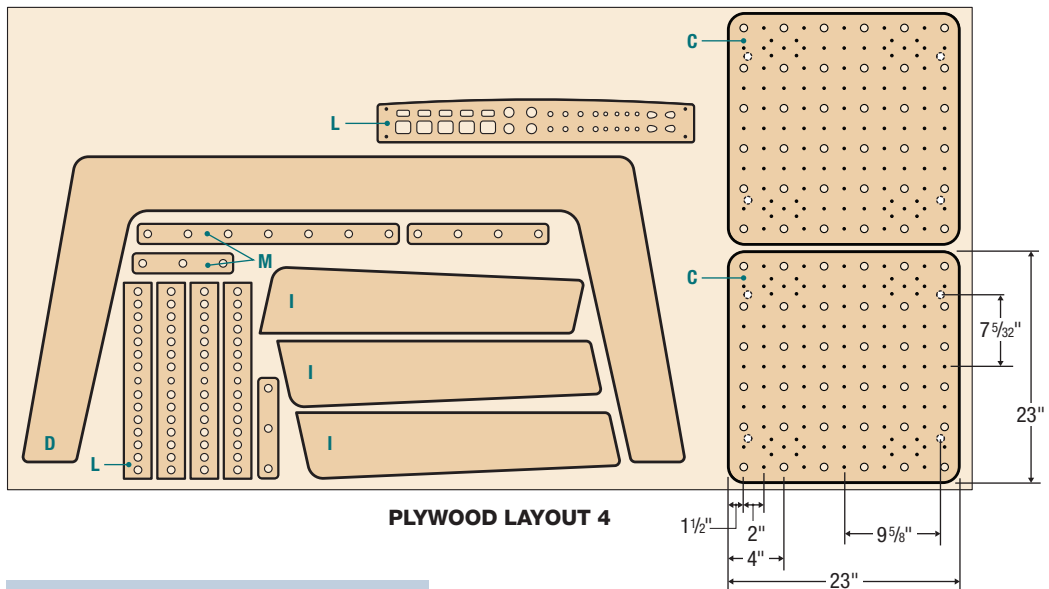 C
L
M
C
I
7 5/32"
I
23"
D
I
L
PLYWOOD LAYOUT 4
1 1/2"
2"
9 5/8"
4"
23"